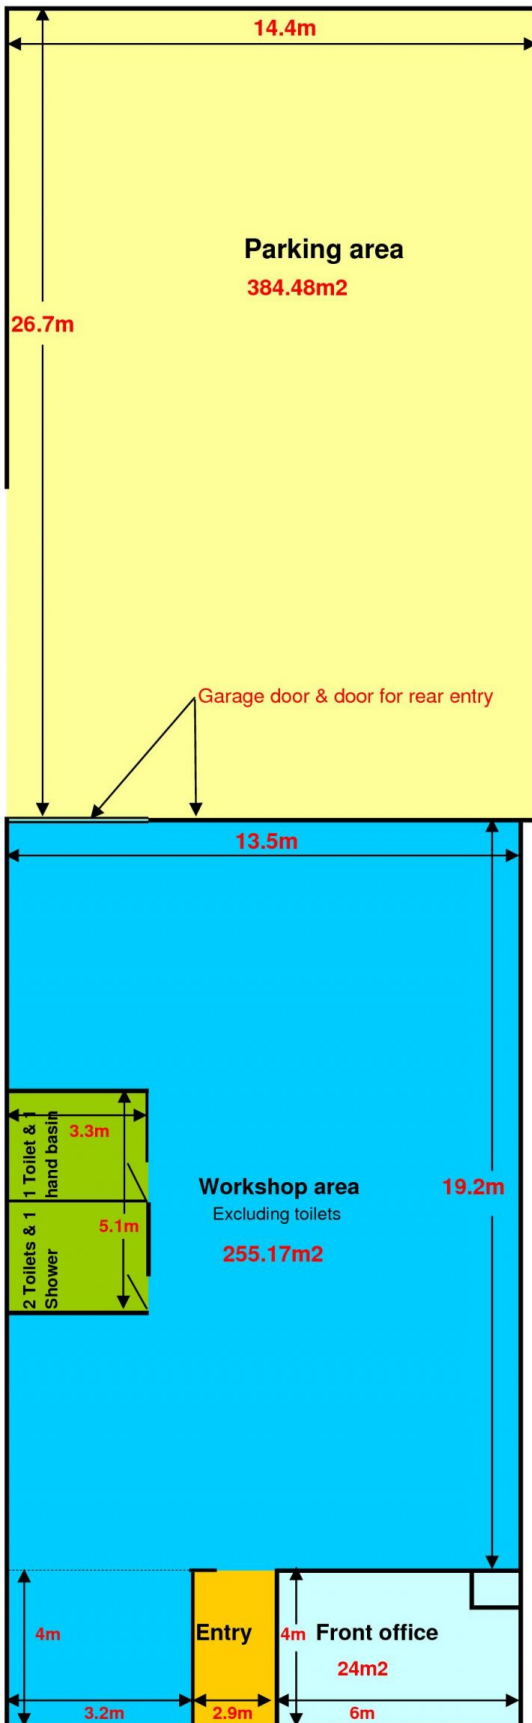 14.4m
Parking area
384.48m2
26.7m
Garage door & door for rear entry
13.5m
1 Toilet & 1
hand basin
3.3m
Workshop area
19.2m
Excluding toilets
5.1m
255.17m2
2 Toilets & 1
Shower
4m
Entry
4m
Front office
24m2
3.2m
2.9m
6m